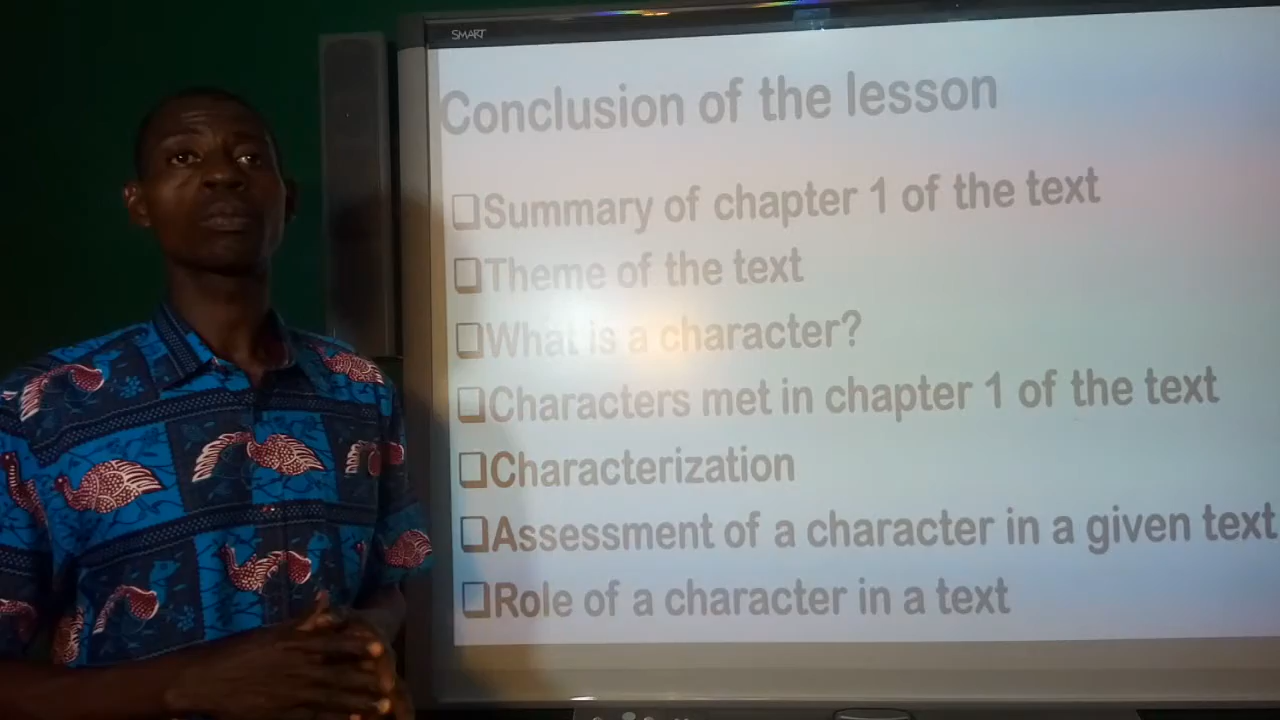 SMART
Conclusion of the lesson
❑Summary of chapter 1 of the text
❑Theme of the text
❑What is a character?
❑Characters met in chapter 1 of the text
❑Characterization
❑Assessment of a character in a given text
❑Role of a character in a text